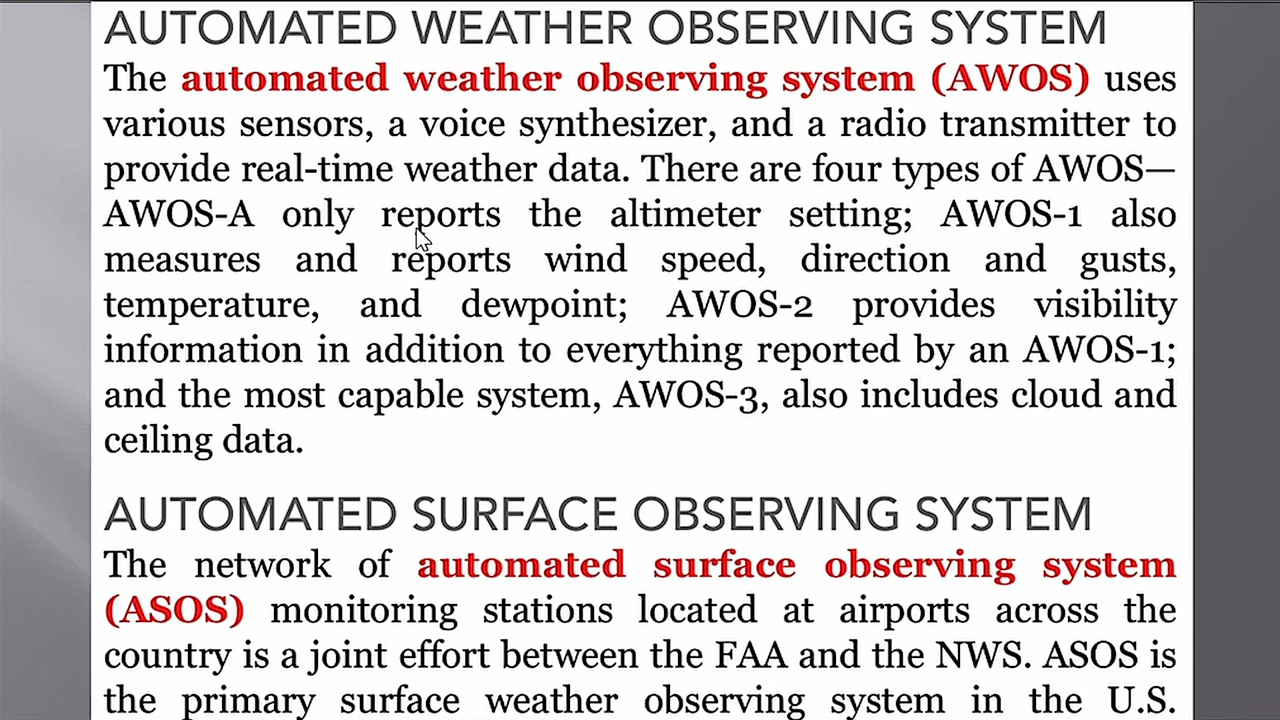 AUTOMATED WEATHER OBSERVING SYSTEM
The automated weather observing system (AWOS) uses
various sensors, a voice synthesizer, and a radio transmitter to
provide real-time weather data. There are four types of AWOS—
AWOS-A only reports the altimeter setting; AWOS-1 also
measures and reports wind speed, direction and gusts,
temperature, and dewpoint; AWOS-2 provides visibility
information in addition to everything reported by an AWOS-1;
and the most capable system, AWOS-3, also includes cloud and
ceiling data.
AUTOMATED SURFACE OBSERVING SYSTEM
The network of automated surface observing system
(ASOS) monitoring stations located at airports across the
country is a joint effort between the FAA and the NWS. ASOS is
the primary surface weather observing system in the U.S.